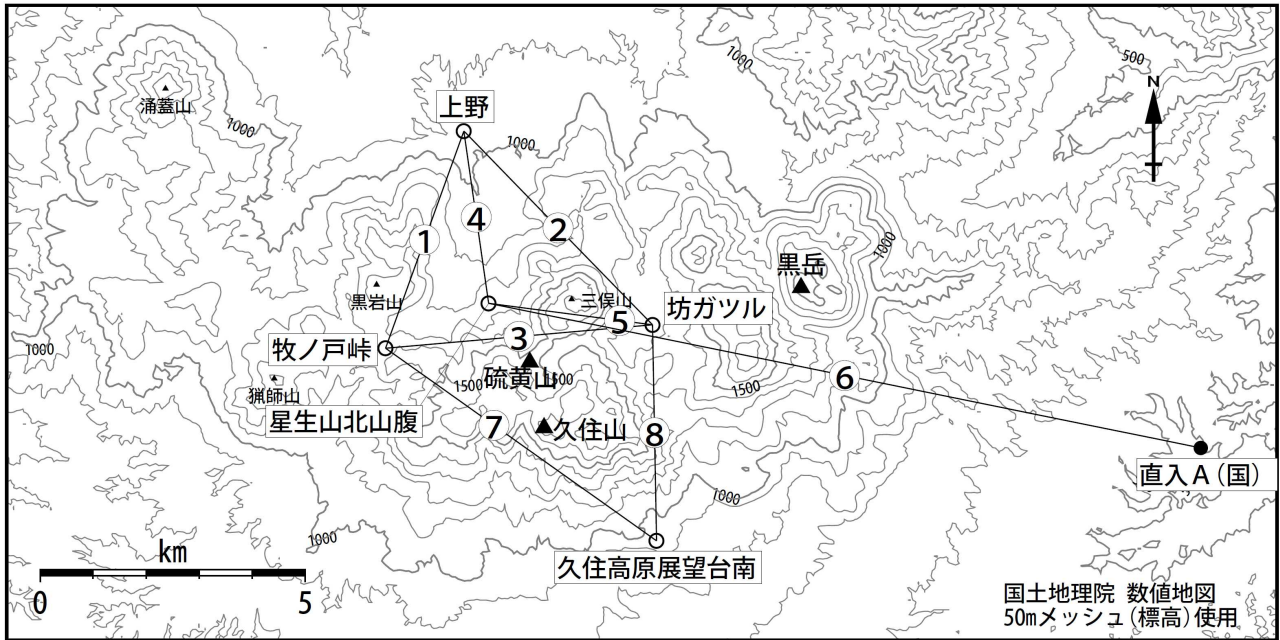 500
1000
N
涌蓋山
上野
1000
1000
4
2
1
1000
黒岳
黒岩山
三俣山
坊ガツル
5
3
牧ノ戸峠
1000
硫黄山
1500
1500
6
1500
猟師山
星生山北山腹
7
久住山
8
直入A(国)
1000
1000
km
久住高原展望台南
0
5
国土地理院 数値地図
50mメッシュ(標高)使用